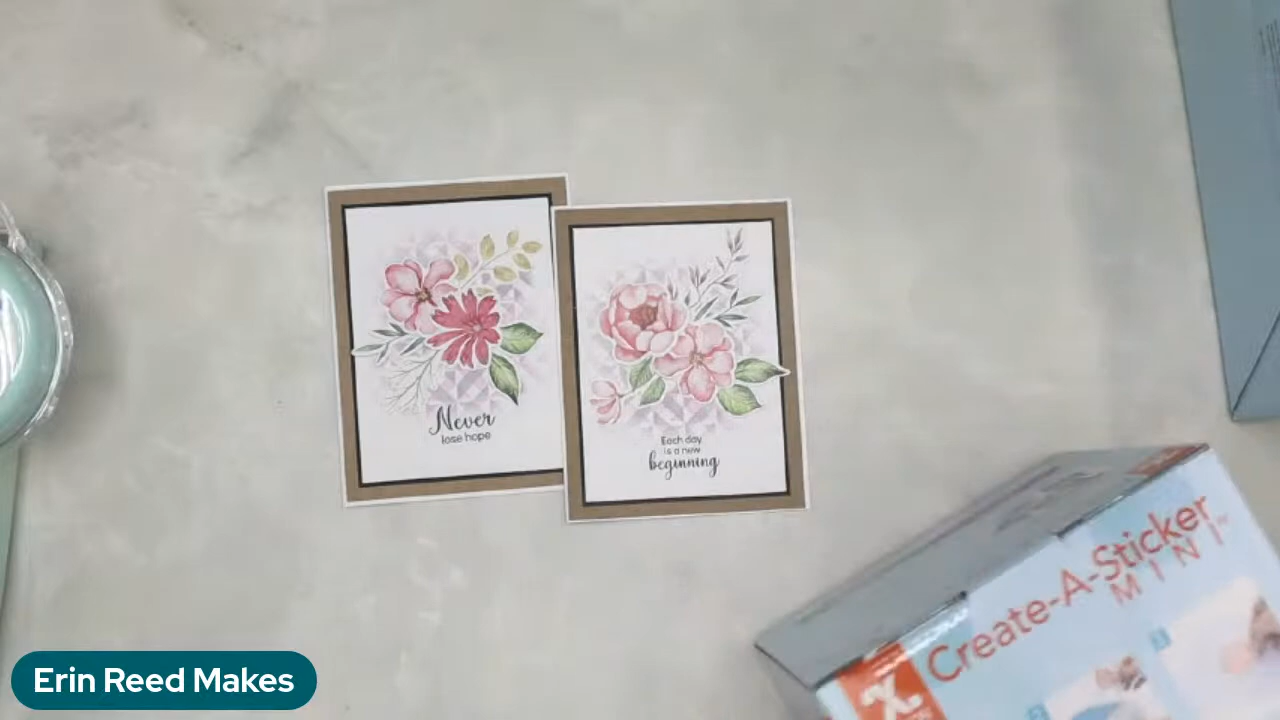 Never
lose hope
Each day
is a new
beginning
Create-A-Sticker
MINI
Erin Reed Makes